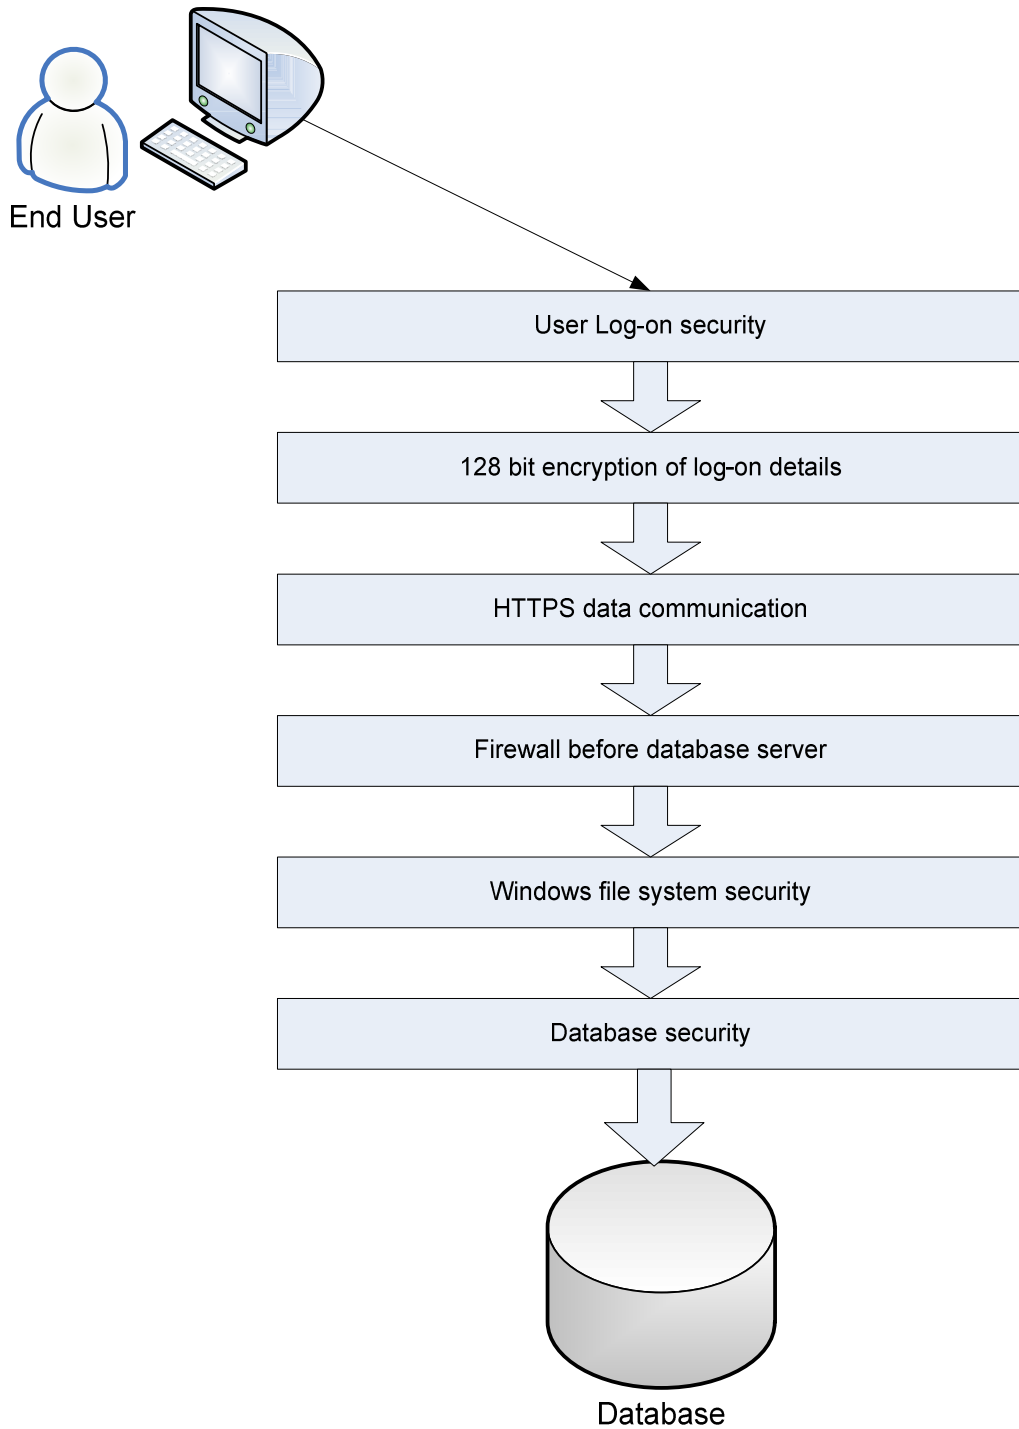 End User
User Log-on security
128 bit encryption of log-on details
HTTPS data communication
Firewall before database server
Windows file system security
Database security
Database